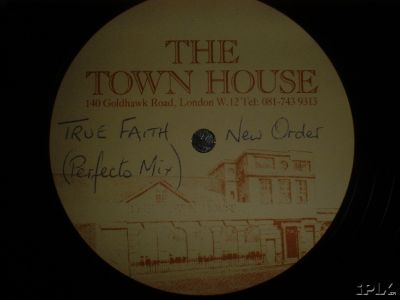 THE
TOWN HOUSE
140 Goldhawk Road, London W.12 Tel: 081-743 9313
TRUE FAITH New Order
(Perfecto Mix)